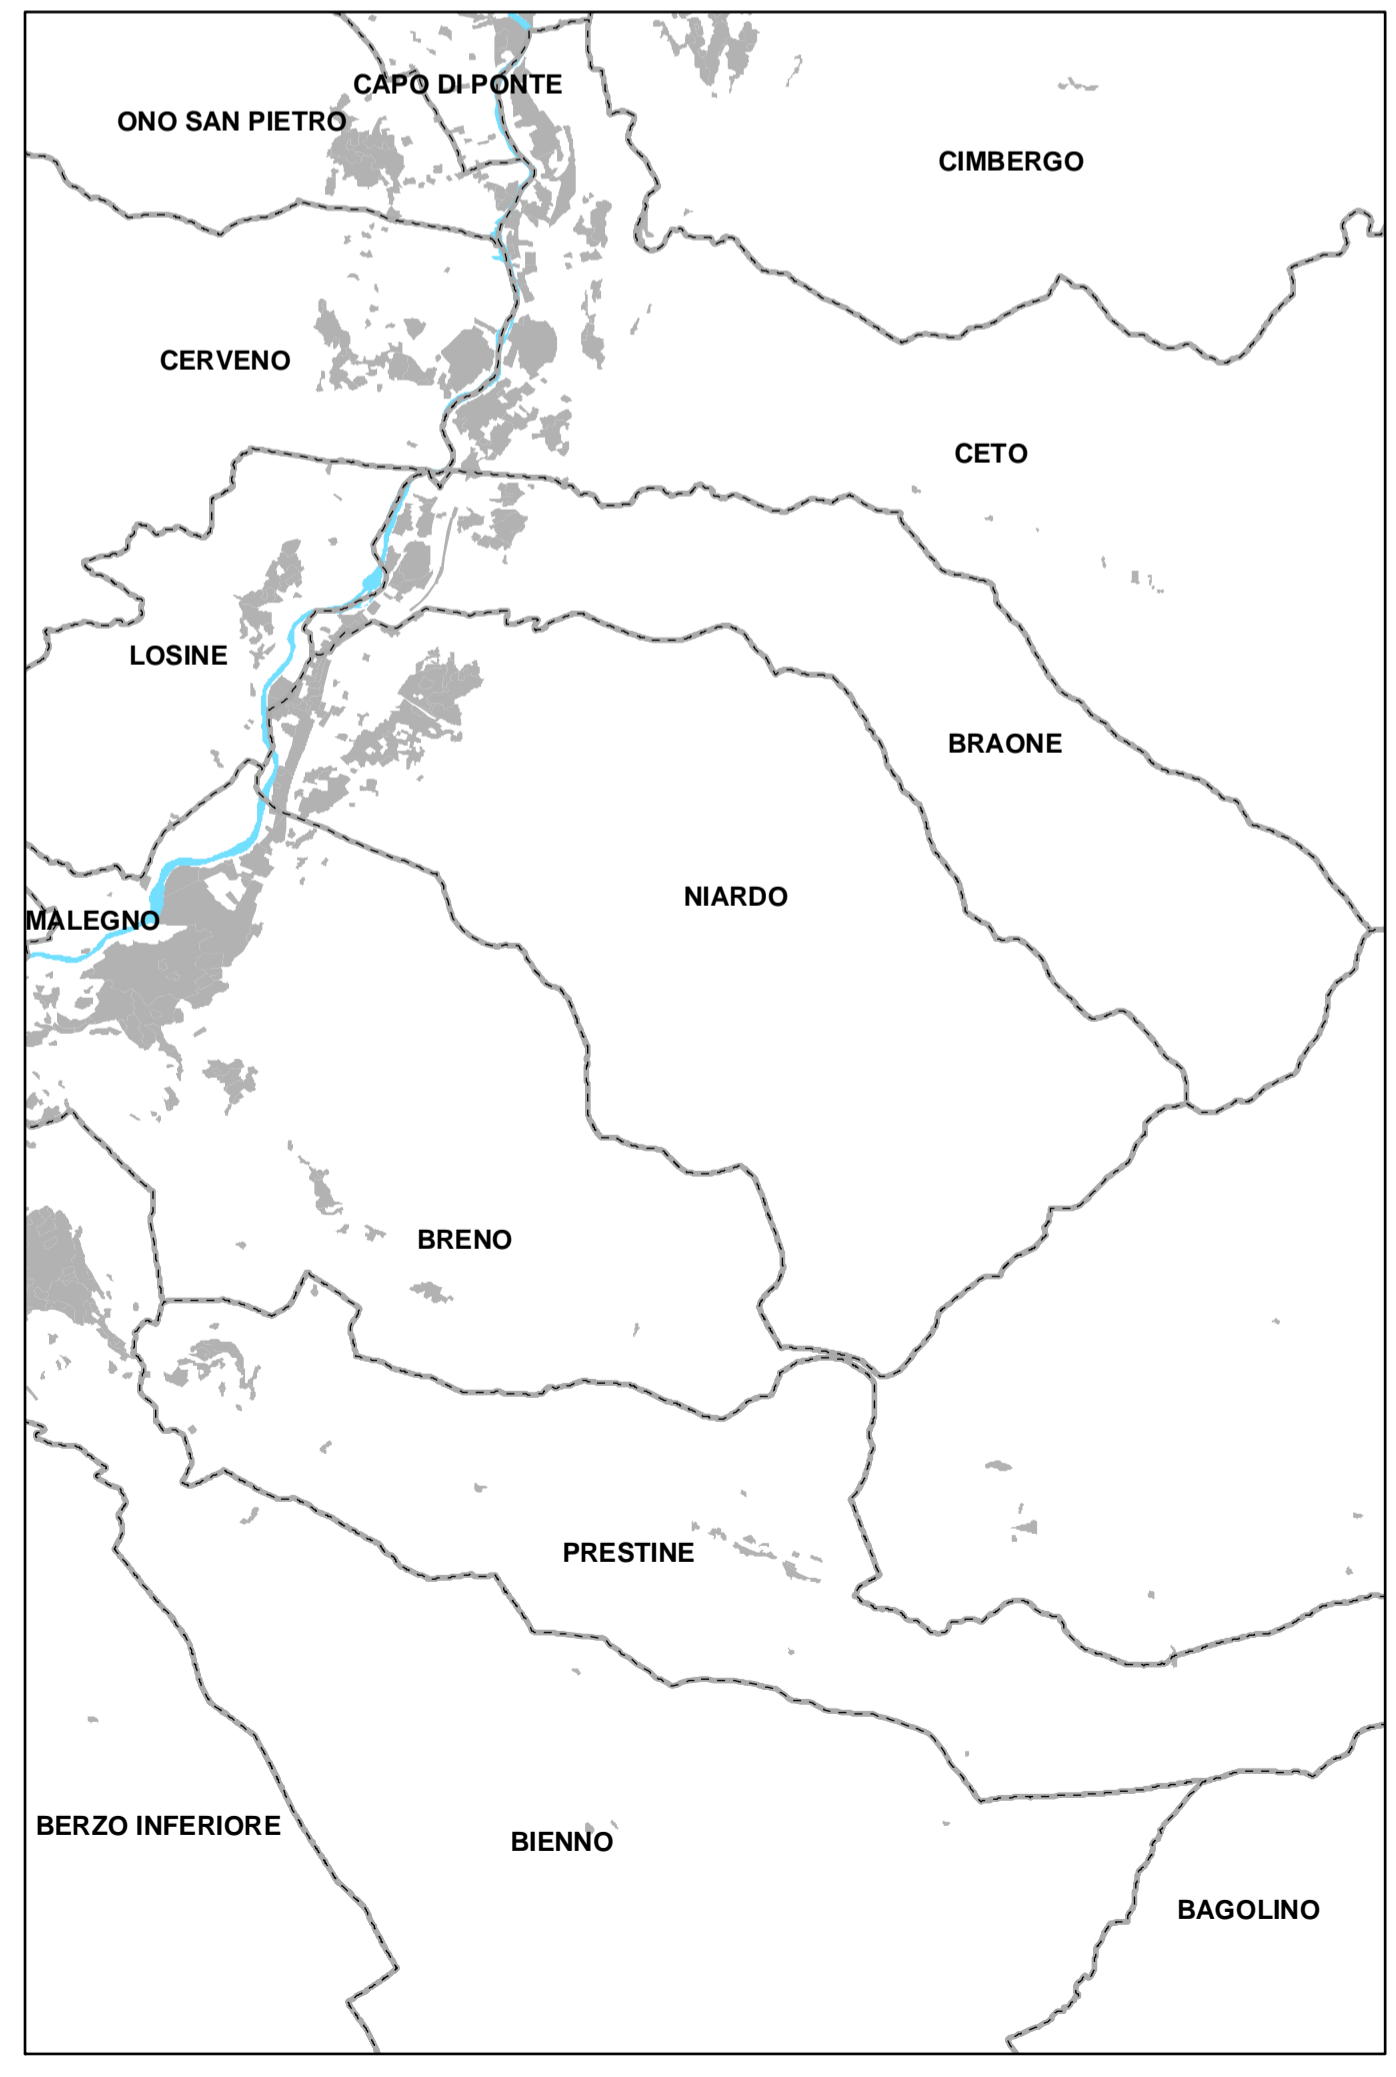 CAPO DI PONTE
ONO SAN PIETRO
CIMBERGO
CERVENO
CETO
LOSINE
BRAONE
NIARDO
MALEGNO
BRENO
PRESTINE
BERZO INFERIORE
BIENNO
BAGOLINO